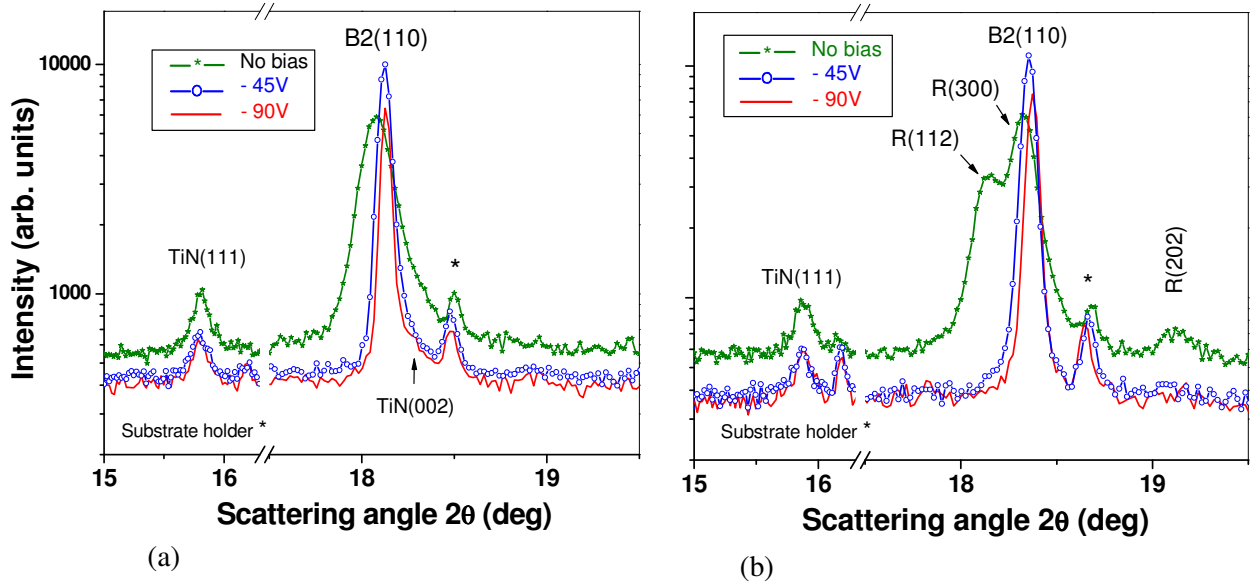 B2(110)
No bias
- 45V
- 90V
10000
1000
Intensity (arb. units)
TiN(111)
*
TiN(002)
Substrate holder *
15
16
18
19
Scattering angle 2θ (deg)
(a)
B2(110)
No bias
- 45V
- 90V
R(300)
R(112)
TiN(111)
*
R(202)
Substrate holder *
15
16
18
19
Scattering angle 2θ (deg)
(b)